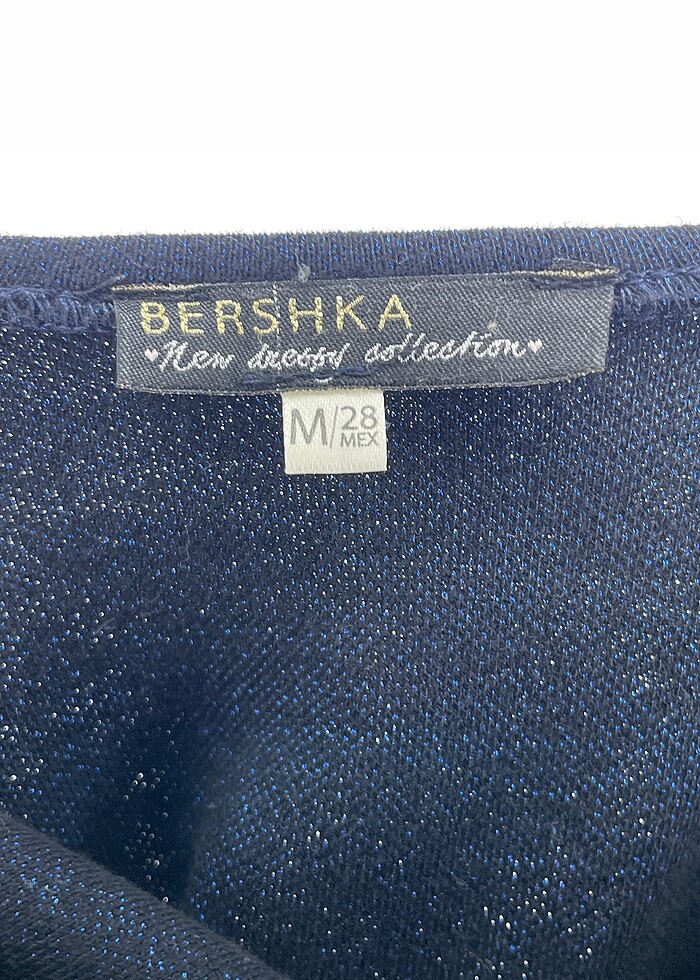 BERSHKA
♥New dressy collection♥
M/28
MEX